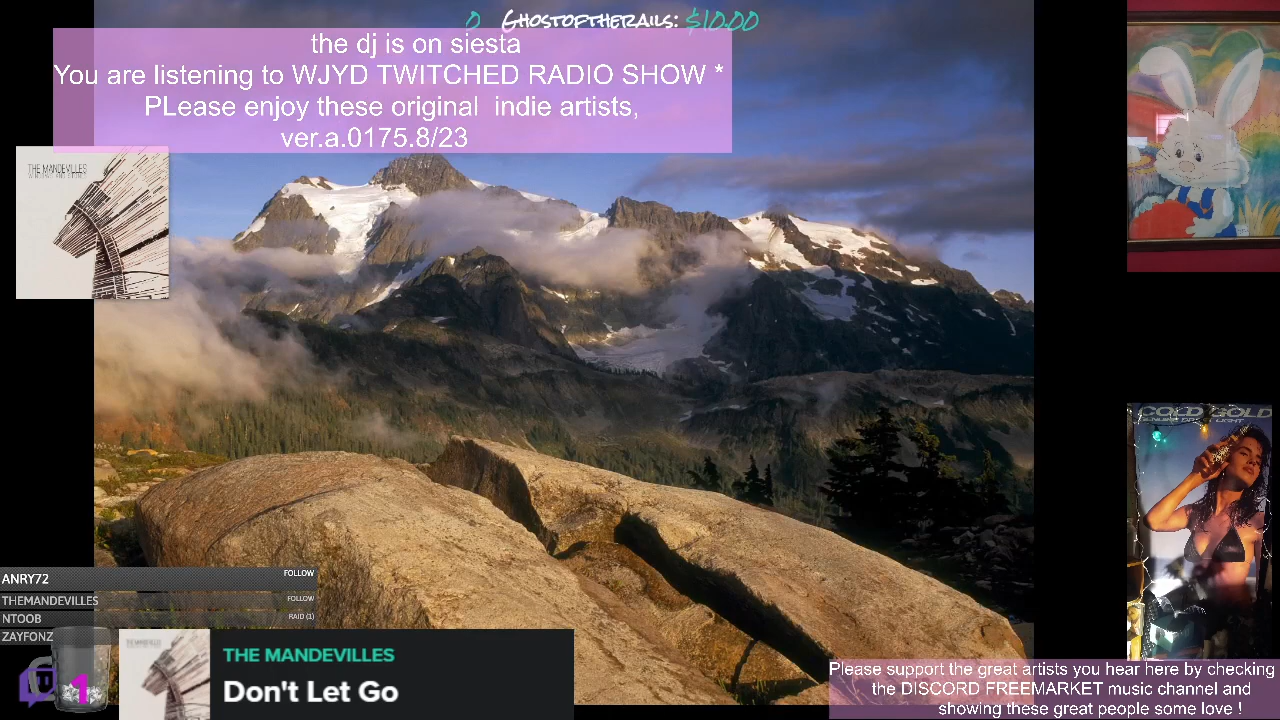 0 Ghostoftherails: $10.00
the dj is on siesta
You are listening to WJYD TWITCHED RADIO SHOW *
PLease enjoy these original indie artists,
ver.a.0175.8/23
THE MANDEVILLES
COLD GOLD
ANRY72 FOLLOW
THEMANDEVILLES FOLLOW
NTOOB RAID (1)
ZAYFONZ
1
THE MANDEVILLES
Don't Let Go
Please support the great artists you hear here by checking
the DISCORD FREEMARKET music channel and
showing these great people some love !